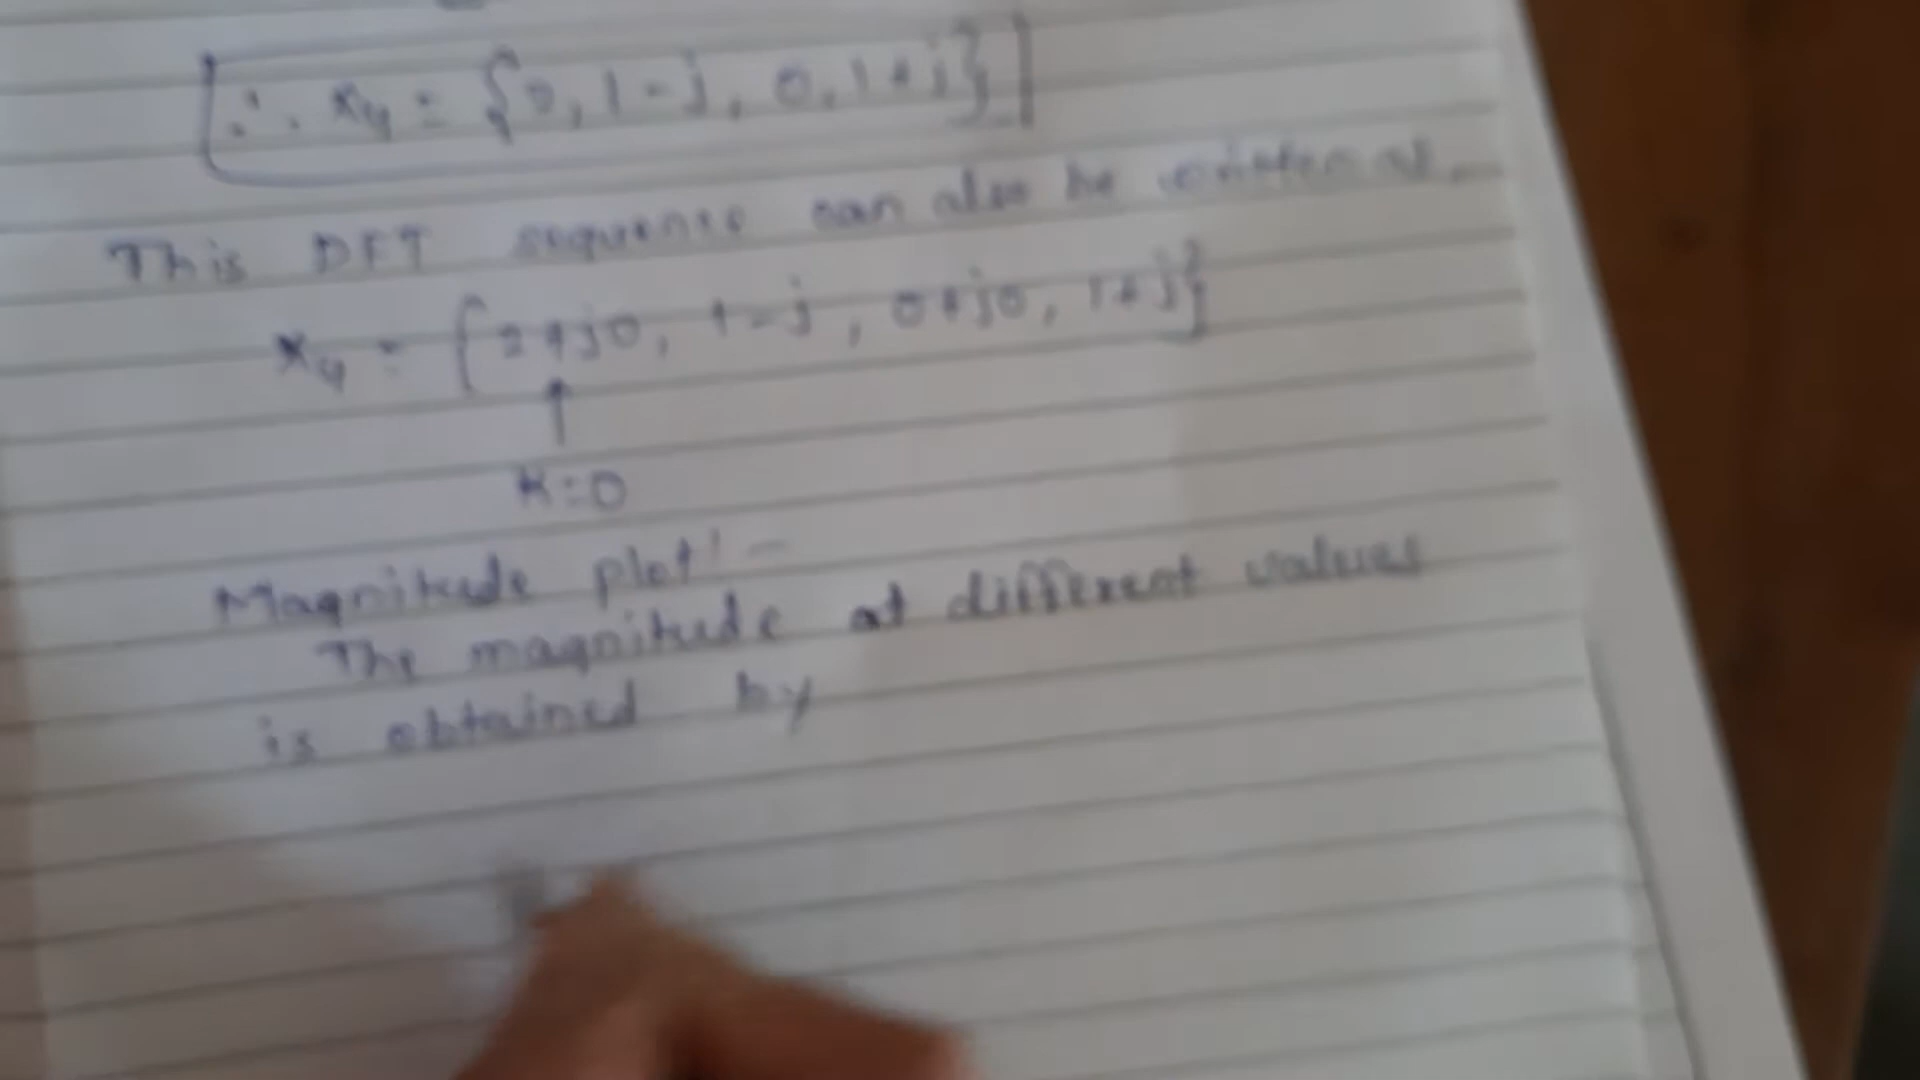 ∴ X4 = {0, 1-j, 0, 1+j}
This DFT sequence can also be written as
X4 = {2+j0, 1-j, 0+j0, 1+j}
↑
K=0
Magnitude plot:-
The magnitude at different values
is obtained by